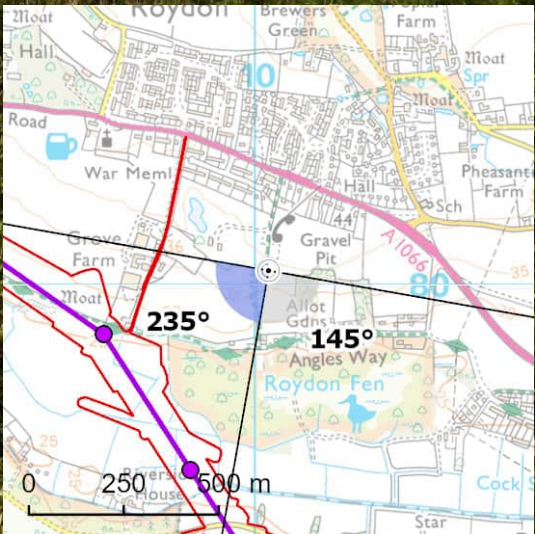 Moat
Roydon
Brewers
Green
Farm
Hall
10
Moat
Spr
Moat
Road
War Meml
Hall
Pheasant
Farm
Sch
44
Grove
Farm
36
Gravel
Pit
A1066
35
80
Moat
235°
Allot
Gdns
145°
Angles Way
Roydon Fen
25
25
Riverside
House
0 250 500 m
Cock S
Star